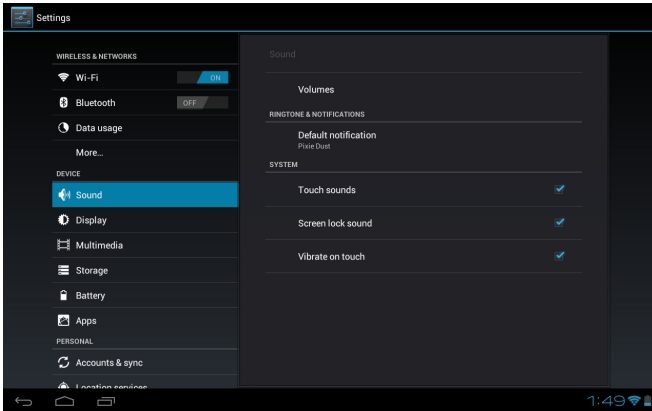 Settings
WIRELESS & NETWORKS
Wi-Fi
ON
Bluetooth
OFF
Data usage
More...
DEVICE
Sound
Display
Multimedia
Storage
Battery
Apps
PERSONAL
Accounts & sync
Location services
Sound
Volumes
RINGTONE & NOTIFICATIONS
Default notification
Pixie Dust
SYSTEM
Touch sounds
Screen lock sound
Vibrate on touch
1:49